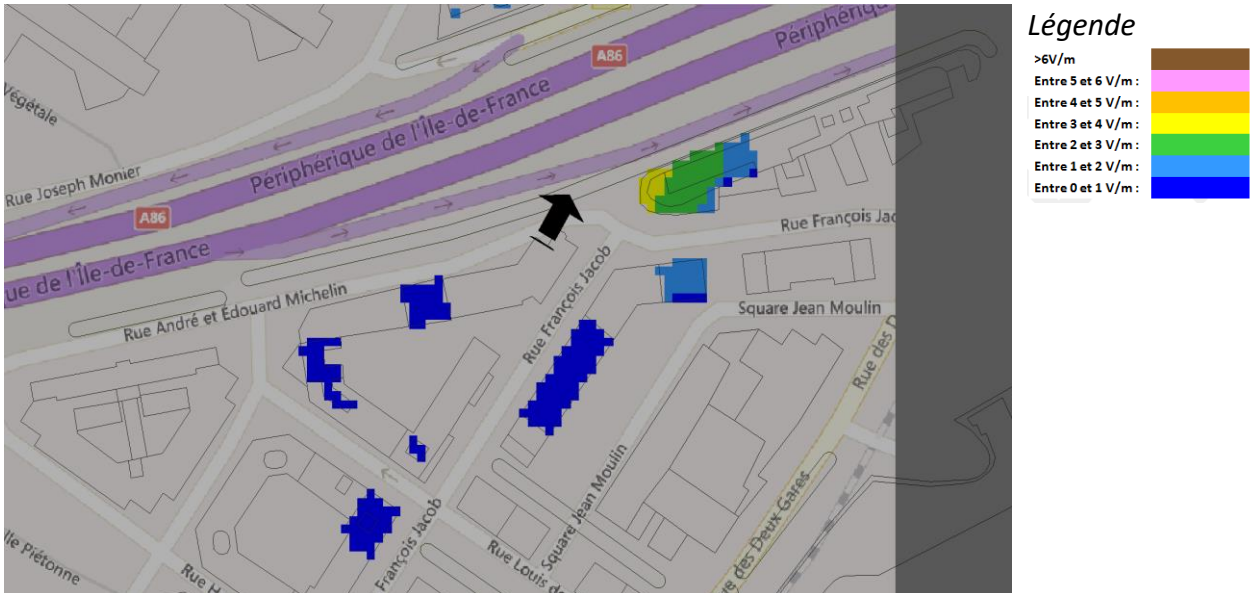 Légende
>6V/m
Entre 5 et 6 V/m :
Entre 4 et 5 V/m :
Entre 3 et 4 V/m :
Entre 2 et 3 V/m :
Entre 1 et 2 V/m :
Entre 0 et 1 V/m :
Périphérique
A86
Végétale
Périphérique de l'Île-de-France
Rue Joseph Monier
A86
ue de l'Île-de-France
Rue François Jac
Rue André et Edouard Michelin
Rue François Jacob
Square Jean Moulin
Rue des D
Square Jean Moulin
ue des Deux Gares
François Jacob
Rue Louis de
lle Piétonne
Rue H